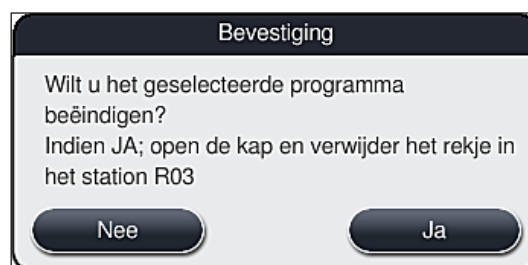 Bevestiging
Wilt u het geselecteerde programma
beëindigen?
Indien JA; open de kap en verwijder het rekje in
het station R03
Nee
Ja